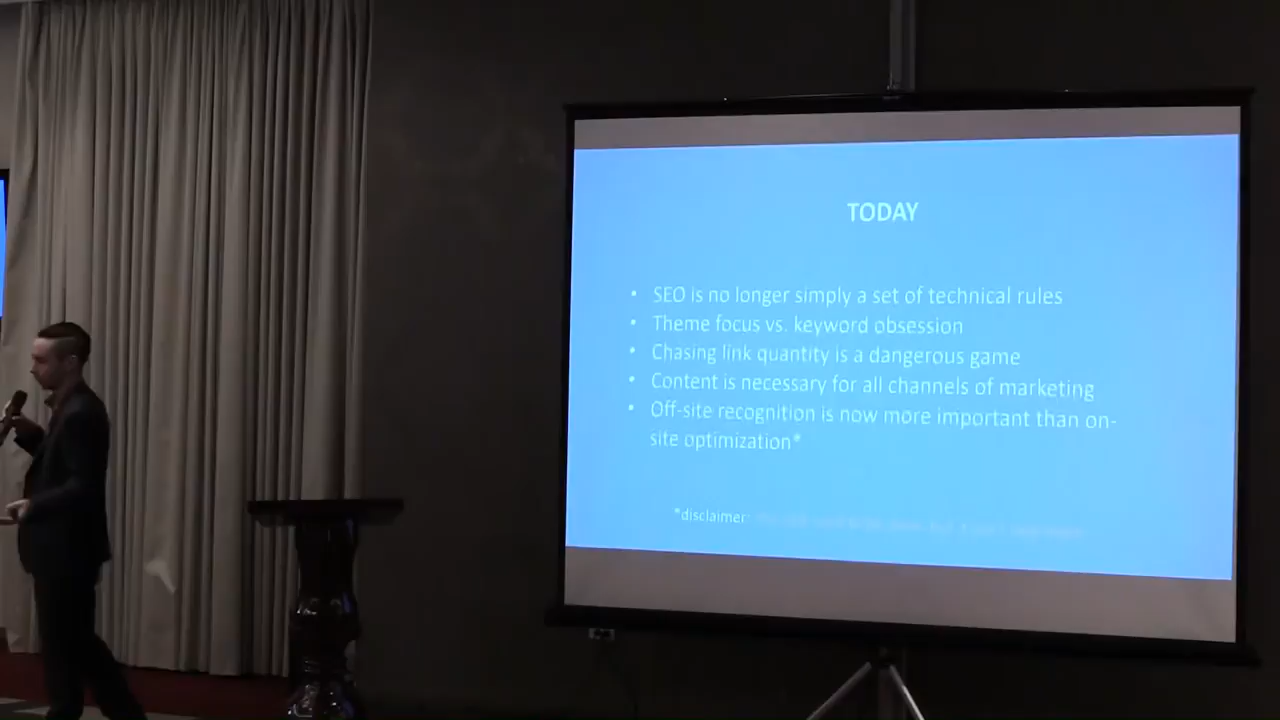 TODAY
• SEO is no longer simply a set of technical rules
• Theme focus vs. keyword obsession
• Chasing link quantity is a dangerous game
• Content is necessary for all channels of marketing
• Off-site recognition is now more important than on-
site optimization*
*disclaimer: